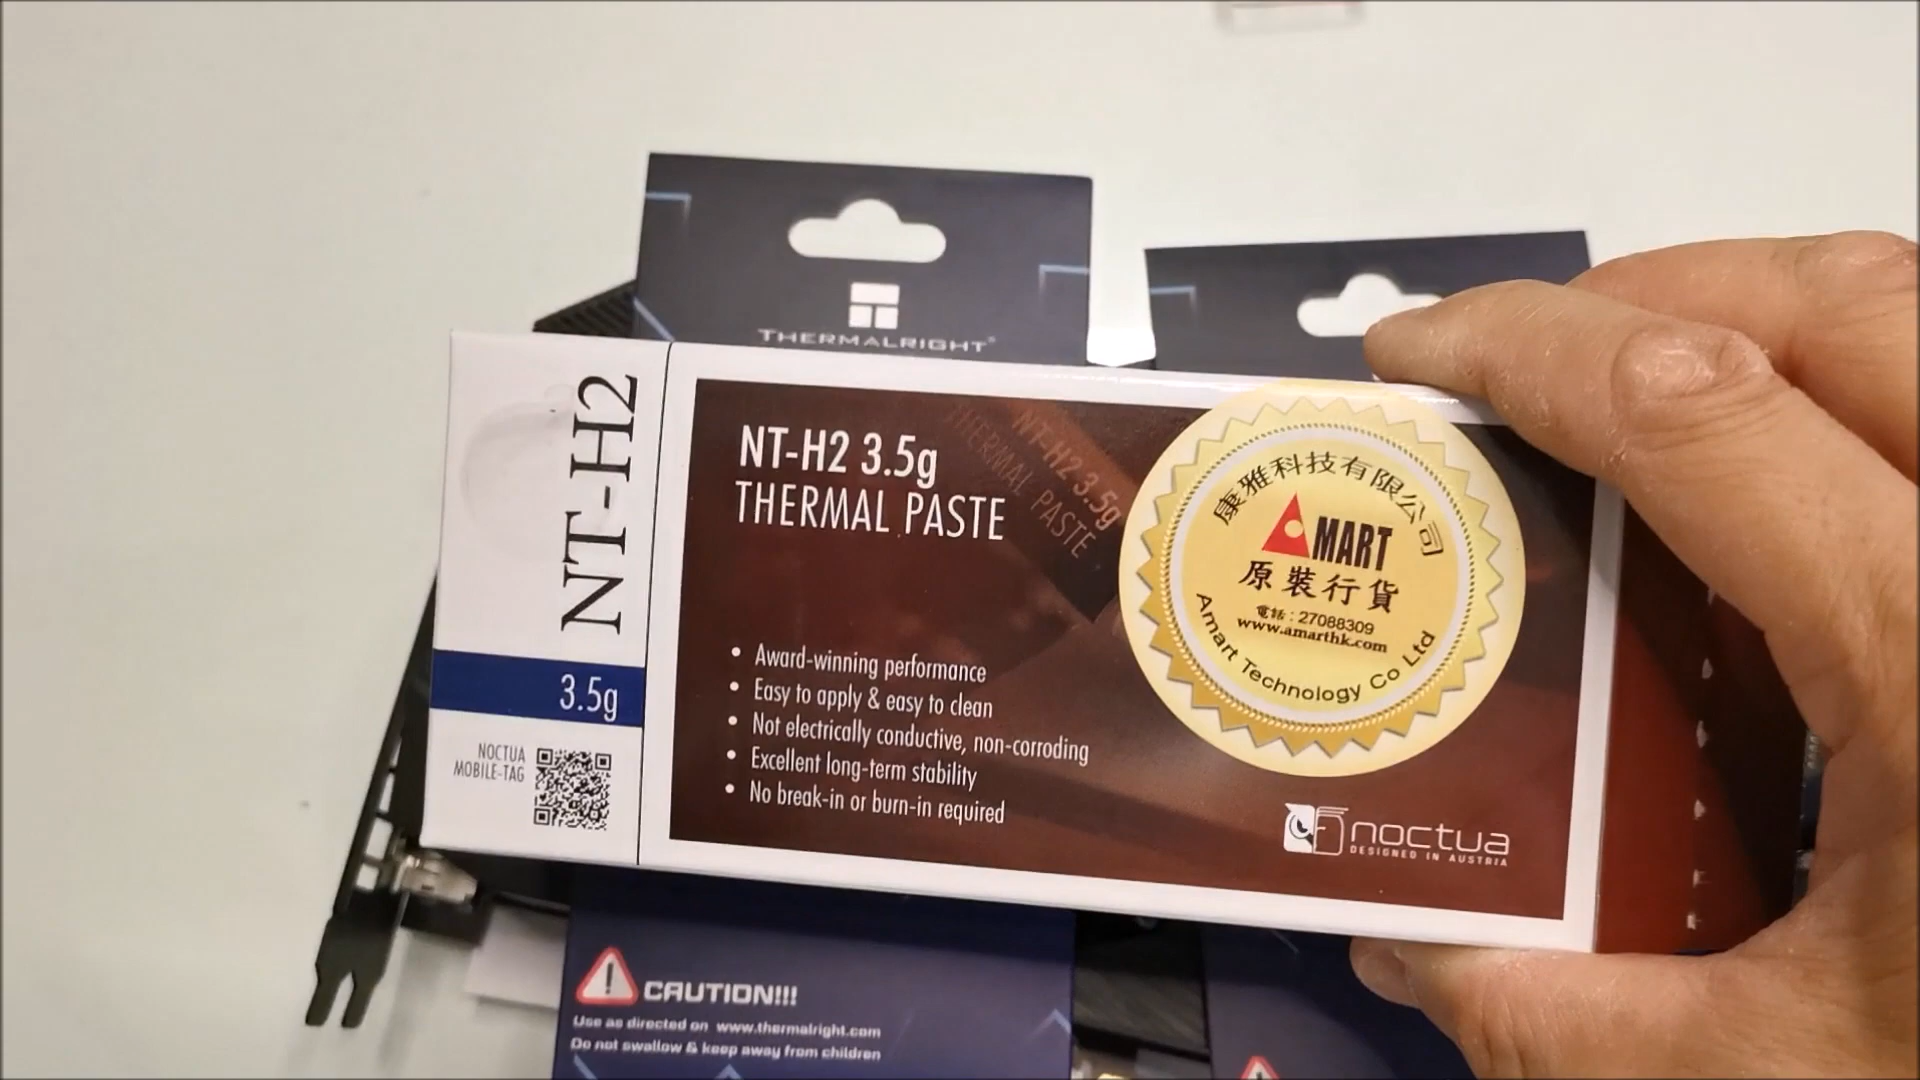 THERMALRIGHT®
NT-H2
3.5g
NOCTUA
MOBILE-TAG
NT-H2 3.5g
THERMAL PASTE
NT-H2 3.5g
THERMAL PASTE
Award-winning performance
Easy to apply & easy to clean
Not electrically conductive, non-corroding
Excellent long-term stability
No break-in or burn-in required
康雅科技有限公司
AMART
原裝行貨
電話：27088309
www.amarthk.com
Amart Technology Co Ltd
noctua
DESIGNED IN AUSTRIA
CAUTION!!!
Use as directed on www.thermalright.com
Do not swallow & keep away from children